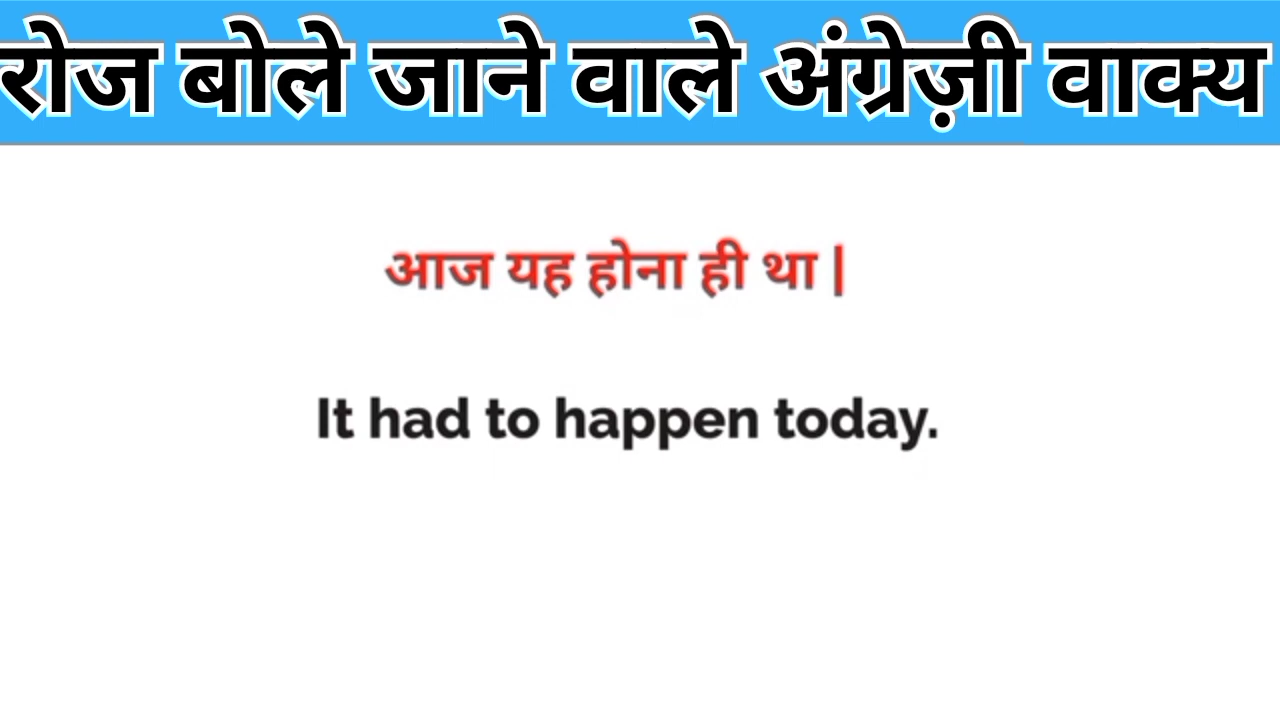 रोज बोले जाने वाले अंग्रेज़ी वाक्य
आज यह होना ही था |
It had to happen today.